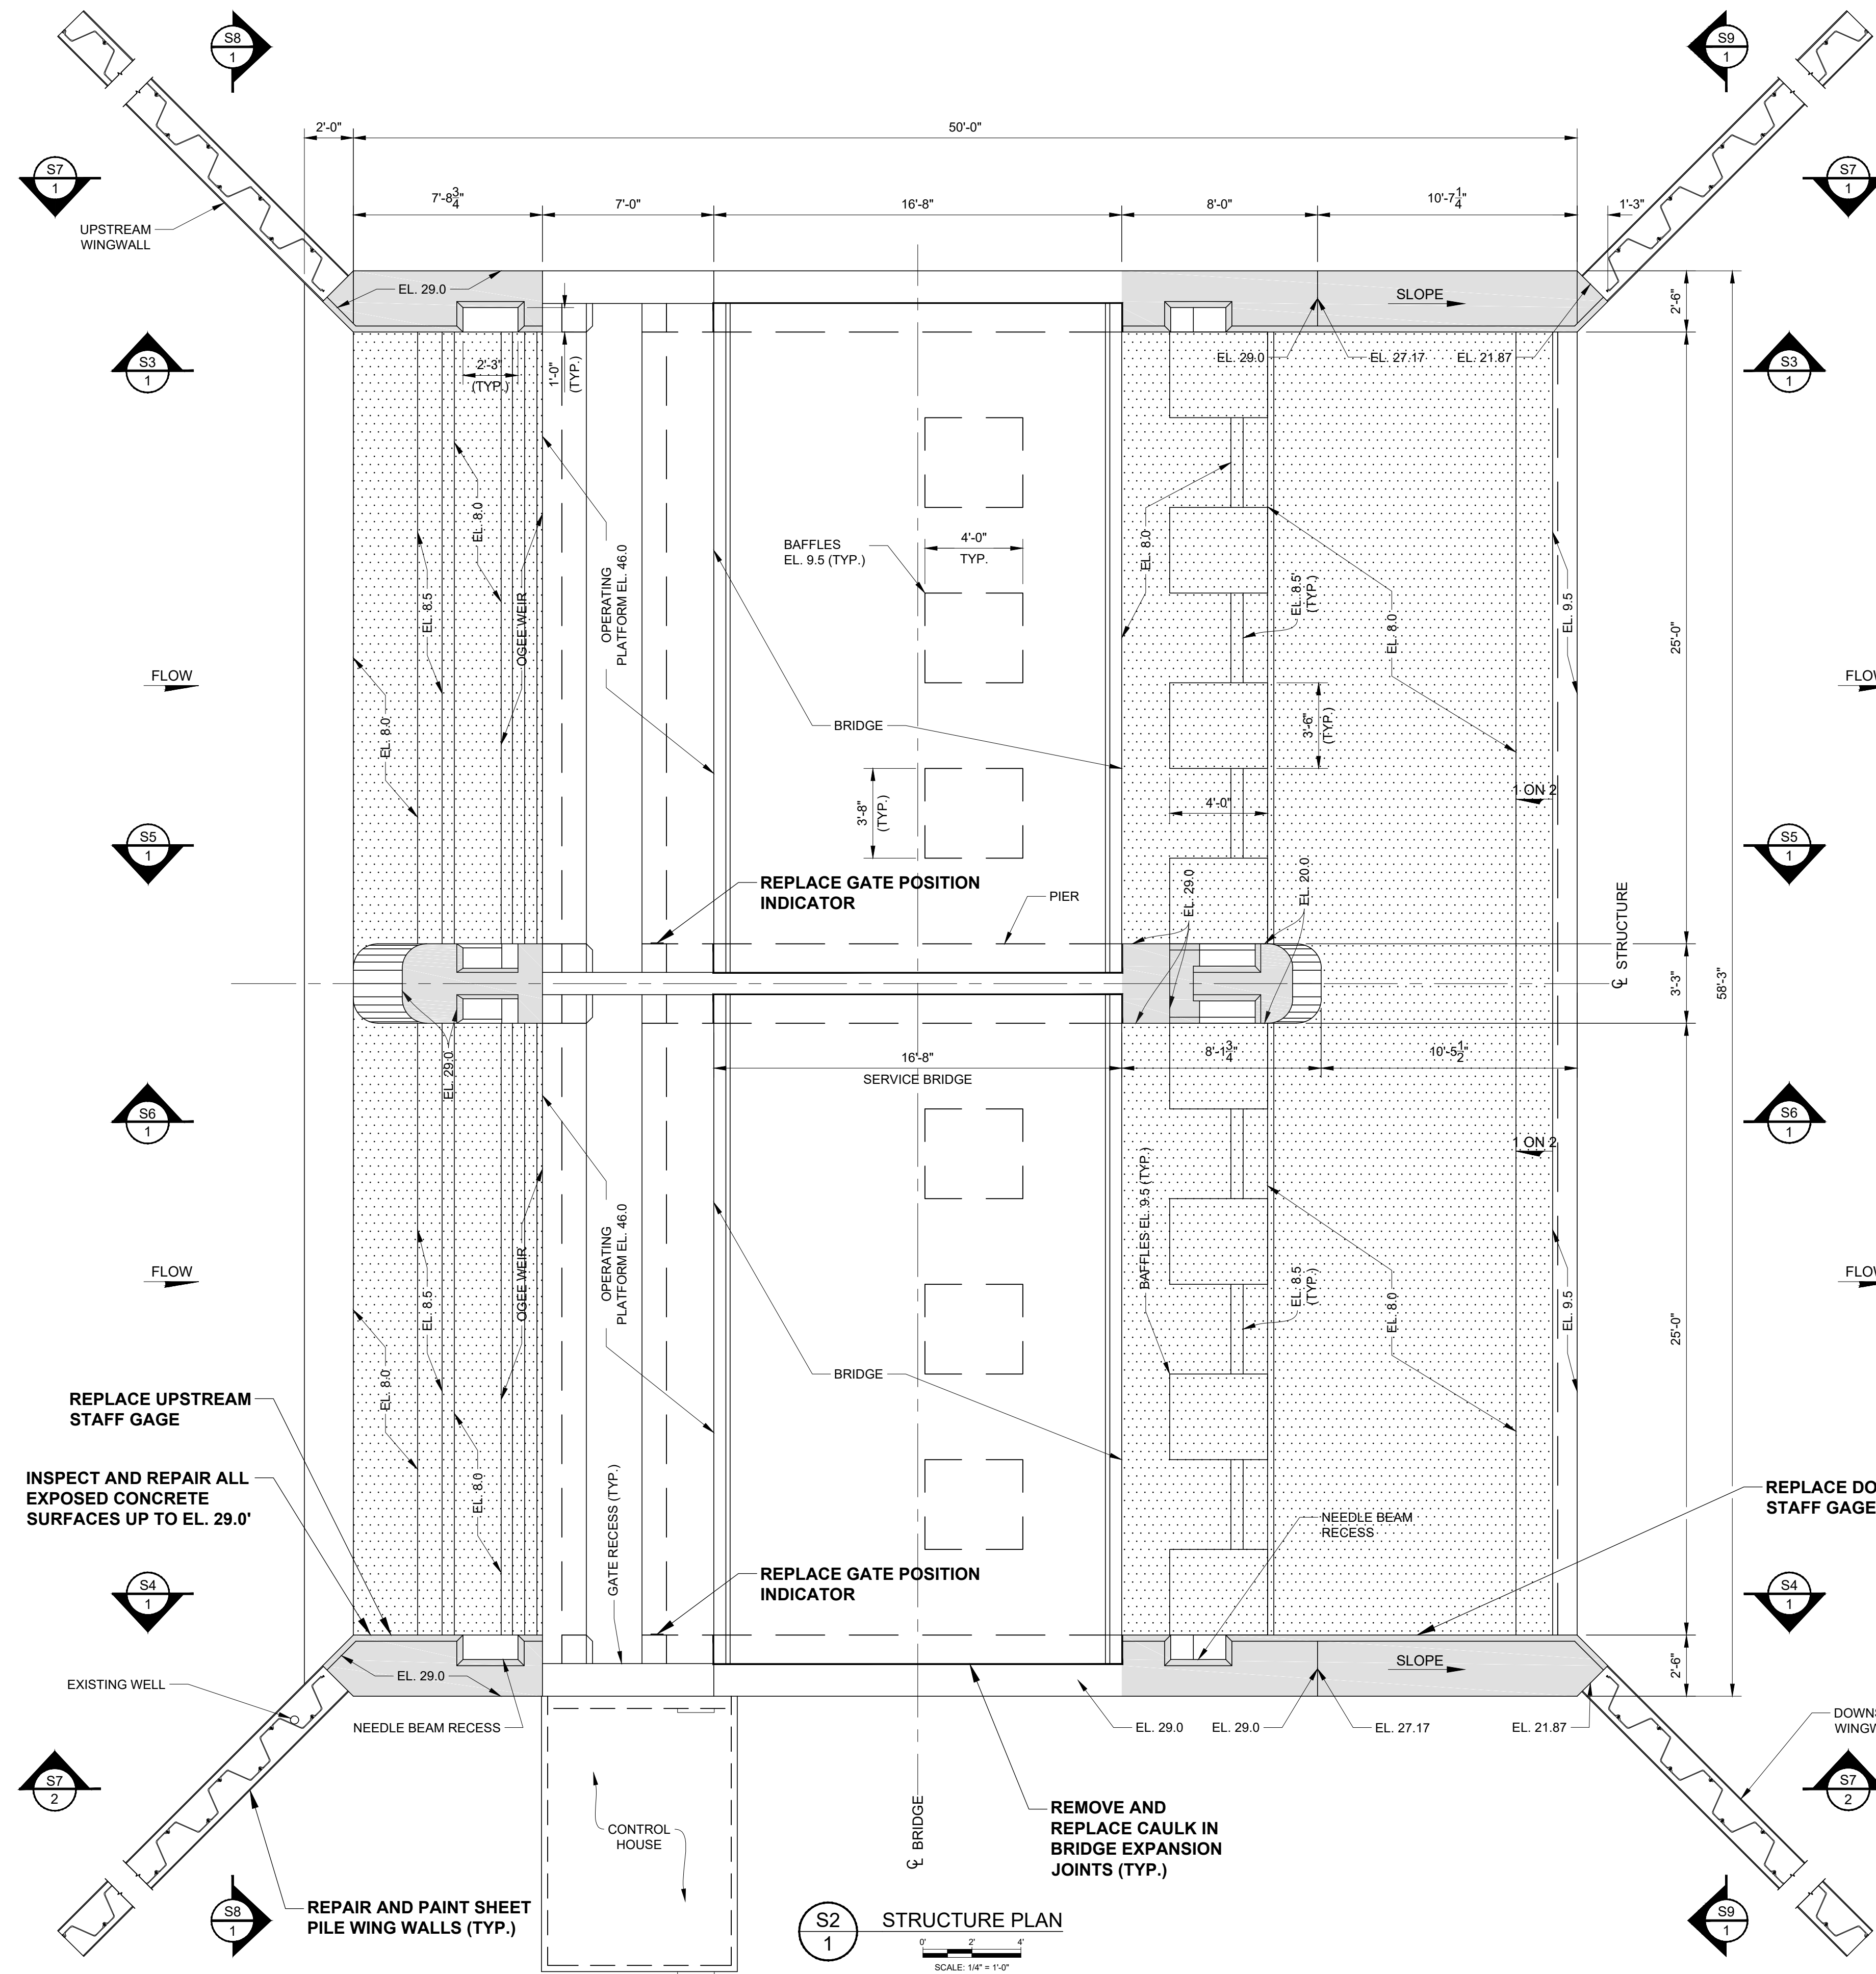 S8
1
S9
1
2'-0"
50'-0"
S7
1
S7
1
7'-8 3/4"
7'-0"
16'-8"
8'-0"
10'-7 1/4"
1'-3"
UPSTREAM
WINGWALL
EL. 29.0
SLOPE
2'-6"
S3
1
2'-3"
(TYP.)
1'-0"
(TYP.)
EL. 29.0
EL. 27.17
EL. 21.87
S3
1
EL. 8.0
EL. 8.5
OGEE WEIR
OPERATING
PLATFORM EL. 46.0
BAFFLES
EL. 9.5 (TYP.)
4'-0"
TYP.
EL. 8.0
EL. 8.5'
(TYP.)
EL. 8.0
EL. 9.5
25'-0"
FLOW
FLOW
EL. 8.0
BRIDGE
3'-6"
(TYP.)
1 ON 2
3'-8"
(TYP.)
4'-0"
S5
1
S5
1
REPLACE GATE POSITION
INDICATOR
PIER
EL. 29.0
EL. 20.0
℄ STRUCTURE
3'-3"
58'-3"
EL. 29.0
16'-8"
SERVICE BRIDGE
8'-1 3/4"
10'-5 1/2"
S6
1
S6
1
1 ON 2
BAFFLES EL. 9.5 (TYP.)
FLOW
FLOW
EL. 8.5
OGEE WEIR
OPERATING
PLATFORM EL. 46.0
EL. 8.5
(TYP.)
EL. 8.0
EL. 9.5
25'-0"
EL. 8.0
BRIDGE
REPLACE UPSTREAM
STAFF GAGE
INSPECT AND REPAIR ALL
EXPOSED CONCRETE
SURFACES UP TO EL. 29.0'
EL. 8.0
GATE RECESS (TYP.)
NEEDLE BEAM
RECESS
REPLACE DO
STAFF GAGE
S4
1
REPLACE GATE POSITION
INDICATOR
S4
1
EXISTING WELL
EL. 29.0
SLOPE
2'-6"
NEEDLE BEAM RECESS
EL. 29.0
EL. 29.0
EL. 27.17
EL. 21.87
DOWNS
WINGW
S7
2
S7
2
CONTROL
HOUSE
℄ BRIDGE
REMOVE AND
REPLACE CAULK IN
BRIDGE EXPANSION
JOINTS (TYP.)
S8
1
REPAIR AND PAINT SHEET
PILE WING WALLS (TYP.)
S2
1
STRUCTURE PLAN
0' 2' 4'
SCALE: 1/4" = 1'-0"
S9
1